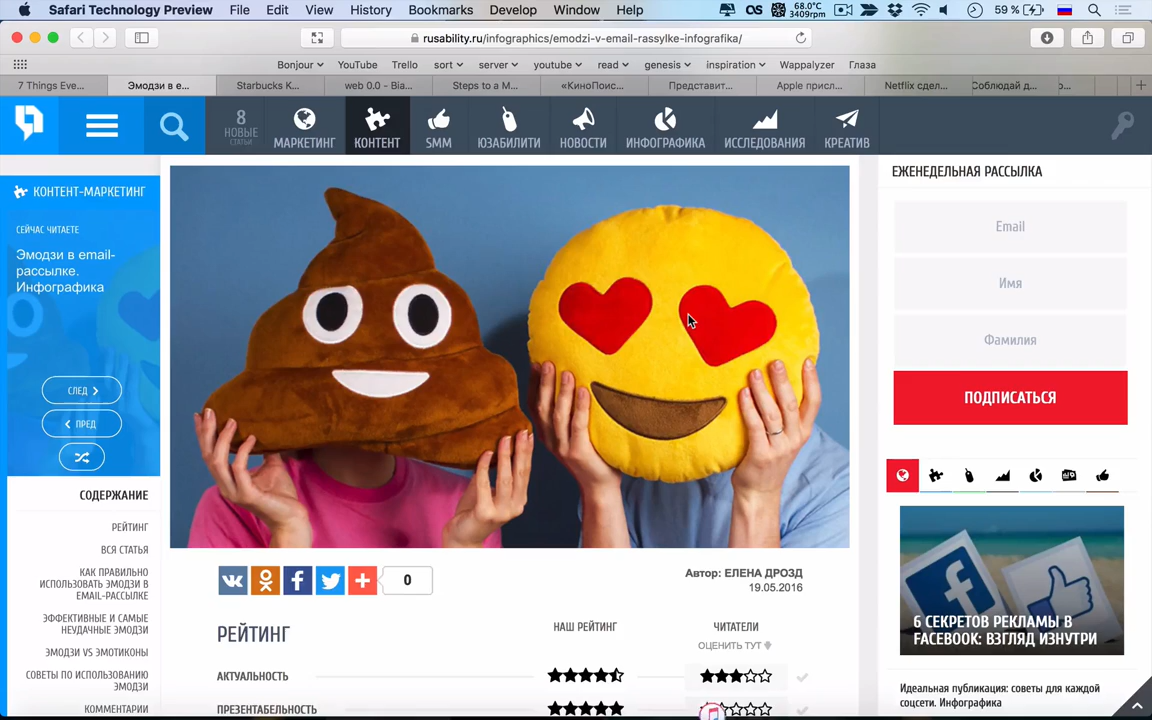 Safari Technology Preview File Edit View History Bookmarks Develop Window Help
68.0°C
3409rpm
59 %
rusability.ru/infographics/emodzi-v-email-rassylke-infografika/
Bonjour YouTube Trello sort server youtube read genesis inspiration Wappalyzer Глаза
7 Things Eve... Эмодзи в e... Starbucks K... web 0.0 – Bia... Steps to a M... «КиноПоис... Представит... Apple присл... Netflix сдел... Соблюдай д...
8
НОВЫЕ
СТАТЬИ
МАРКЕТИНГ КОНТЕНТ SMM ЮЗАБИЛИТИ НОВОСТИ ИНФОГРАФИКА ИССЛЕДОВАНИЯ КРЕАТИВ
КОНТЕНТ-МАРКЕТИНГ
СЕЙЧАС ЧИТАЕТЕ
Эмодзи в email-
рассылке.
Инфографика
СЛЕД
ПРЕД
СОДЕРЖАНИЕ
РЕЙТИНГ
ВСЯ СТАТЬЯ
КАК ПРАВИЛЬНО
ИСПОЛЬЗОВАТЬ ЭМОДЗИ В
EMAIL-РАССЫЛКЕ
ЭФФЕКТИВНЫЕ И САМЫЕ
НЕУДАЧНЫЕ ЭМОДЗИ
ЭМОДЗИ VS ЭМОТИКОНЫ
СОВЕТЫ ПО ИСПОЛЬЗОВАНИЮ
ЭМОДЗИ
КОММЕНТАРИИ
0
Автор: ЕЛЕНА ДРОЗД
19.05.2016
РЕЙТИНГ
НАШ РЕЙТИНГ
ЧИТАТЕЛИ
ОЦЕНИТЬ ТУТ
АКТУАЛЬНОСТЬ
ПРЕЗЕНТАБЕЛЬНОСТЬ
ЕЖЕНЕДЕЛЬНАЯ РАССЫЛКА
Email
Имя
Фамилия
ПОДПИСАТЬСЯ
6 СЕКРЕТОВ РЕКЛАМЫ В
FACEBOOK: ВЗГЛЯД ИЗНУТРИ
Идеальная публикация: советы для каждой
соцсети. Инфографика